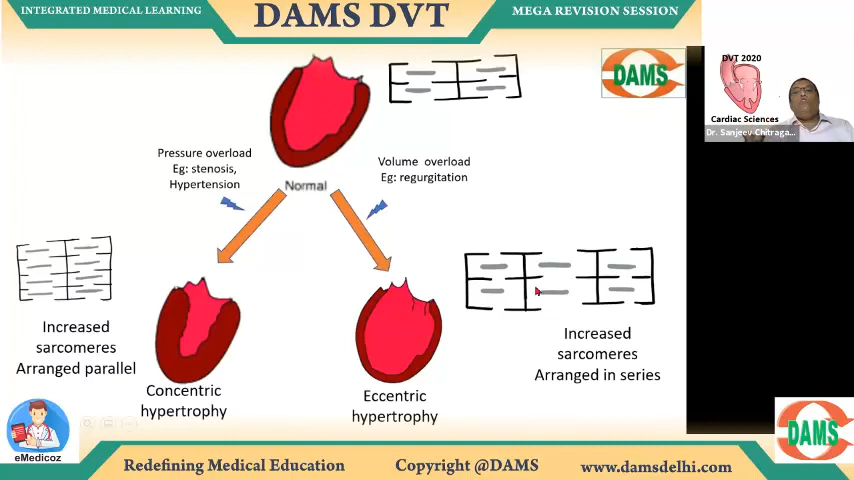 INTEGRATED MEDICAL LEARNING
DAMS DVT
MEGA REVISION SESSION
DAMS
DVT 2020
Cardiac Sciences
Dr. Sanjeev Chitraga...
Pressure overload
Eg: stenosis,
Hypertension
Normal
Volume overload
Eg: regurgitation
Increased
sarcomeres
Arranged parallel
Concentric
hypertrophy
Eccentric
hypertrophy
Increased
sarcomeres
Arranged in series
eMedicoz
DAMS
Redefining Medical Education
Copyright @DAMS
www.damsdelhi.com